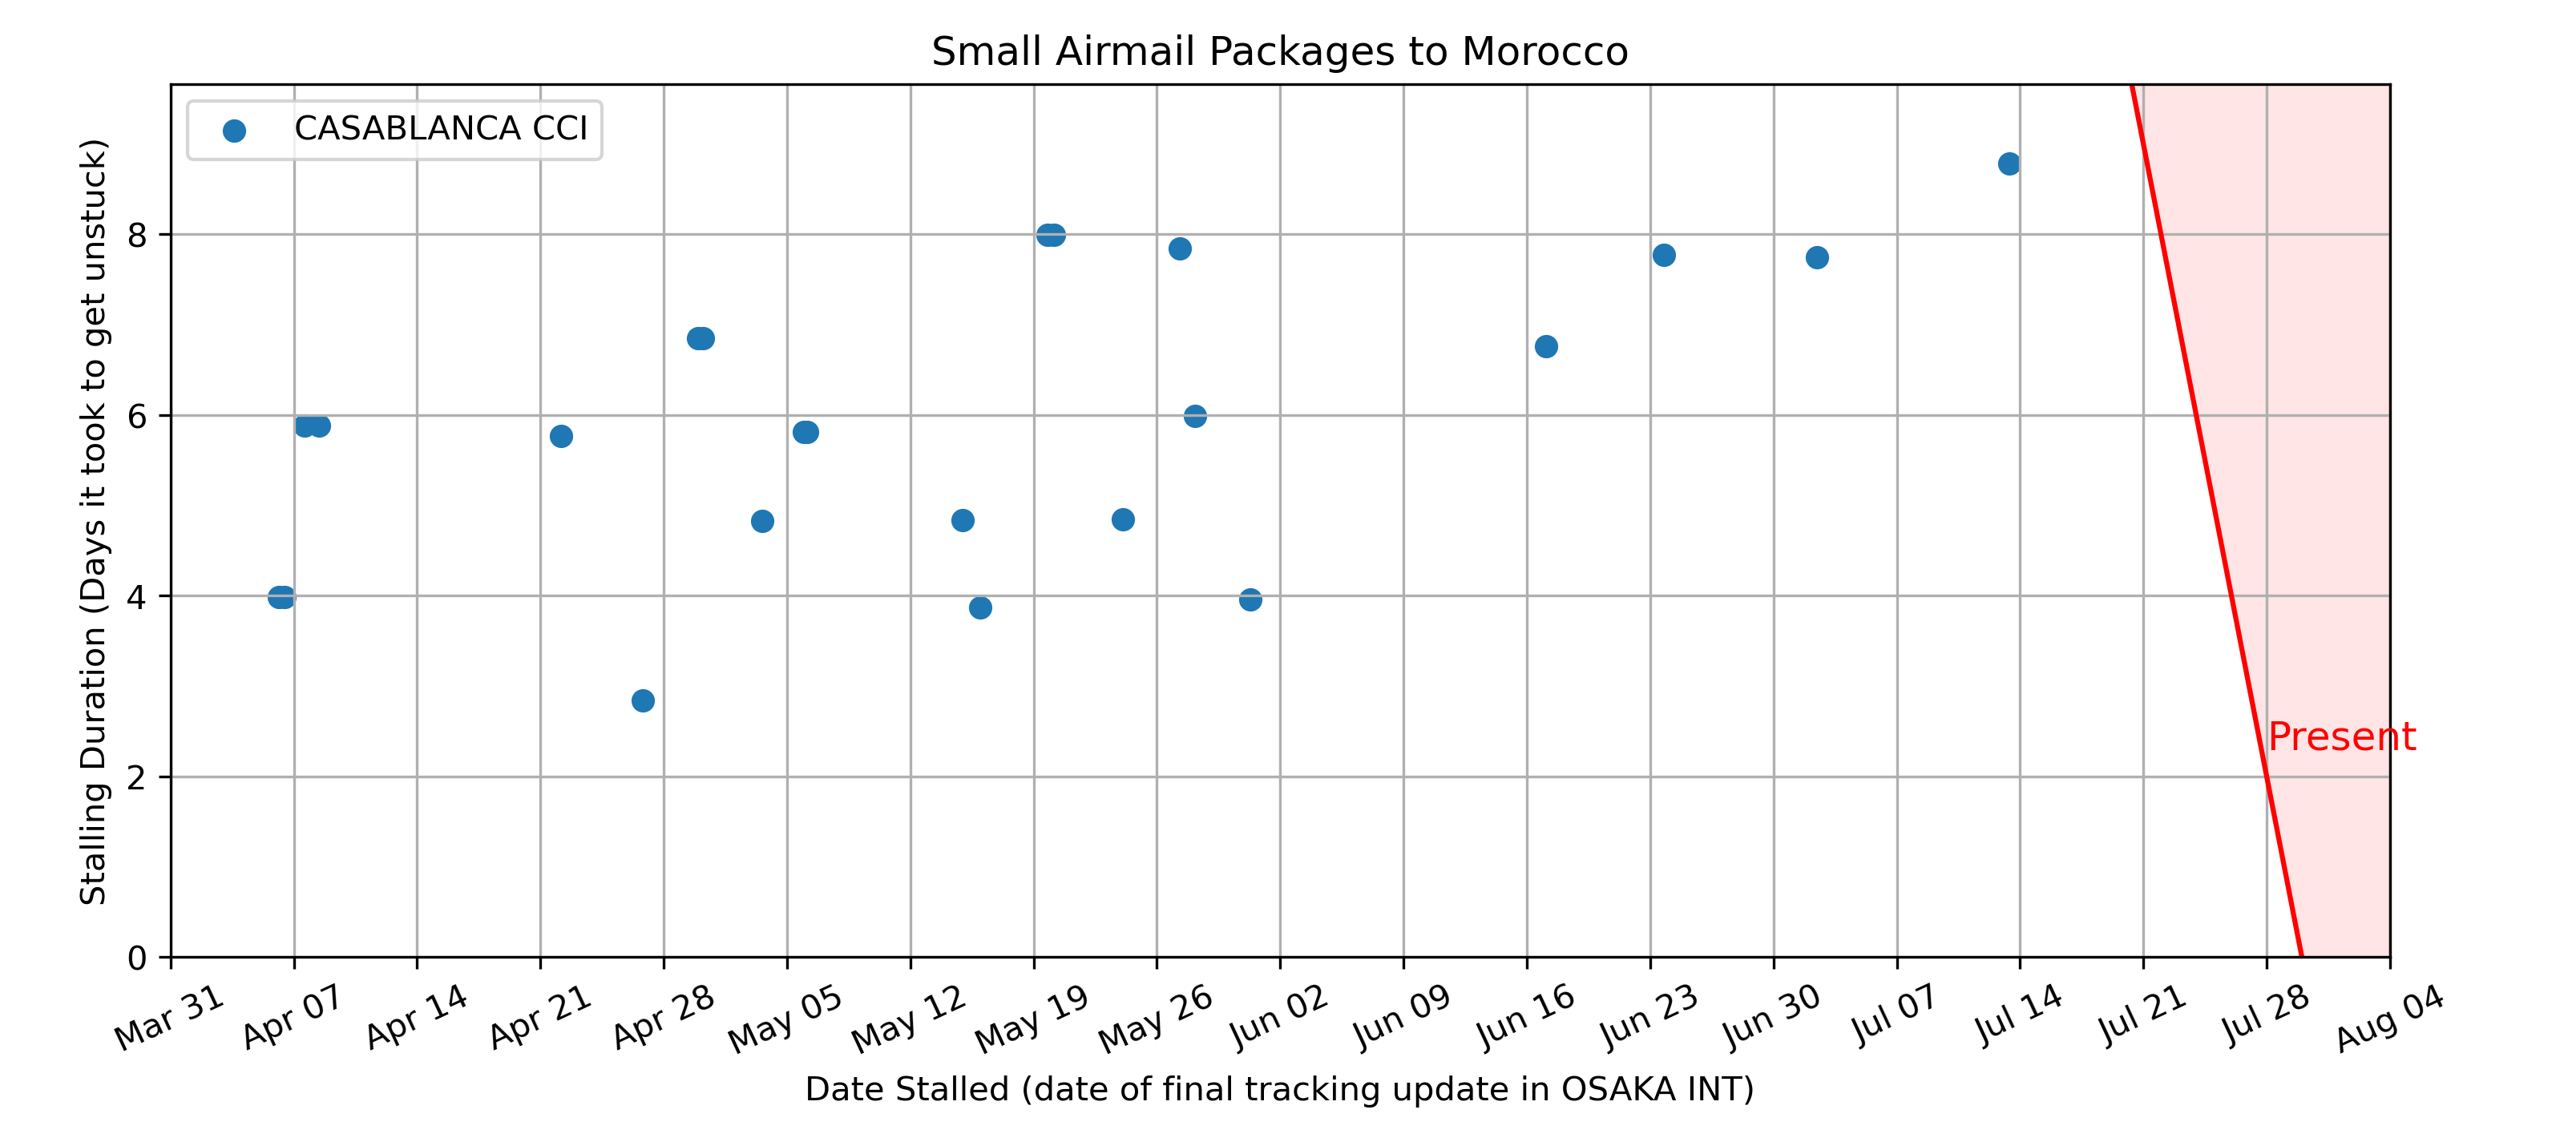 Small Airmail Packages to Morocco
CASABLANCA CCI
Stalling Duration (Days it took to get unstuck)
8
6
4
2
0
Present
Mar 31
Apr 07
Apr 14
Apr 21
Apr 28
May 05
May 12
May 19
May 26
Jun 02
Jun 09
Jun 16
Jun 23
Jun 30
Jul 07
Jul 14
Jul 21
Jul 28
Aug 04
Date Stalled (date of final tracking update in OSAKA INT)